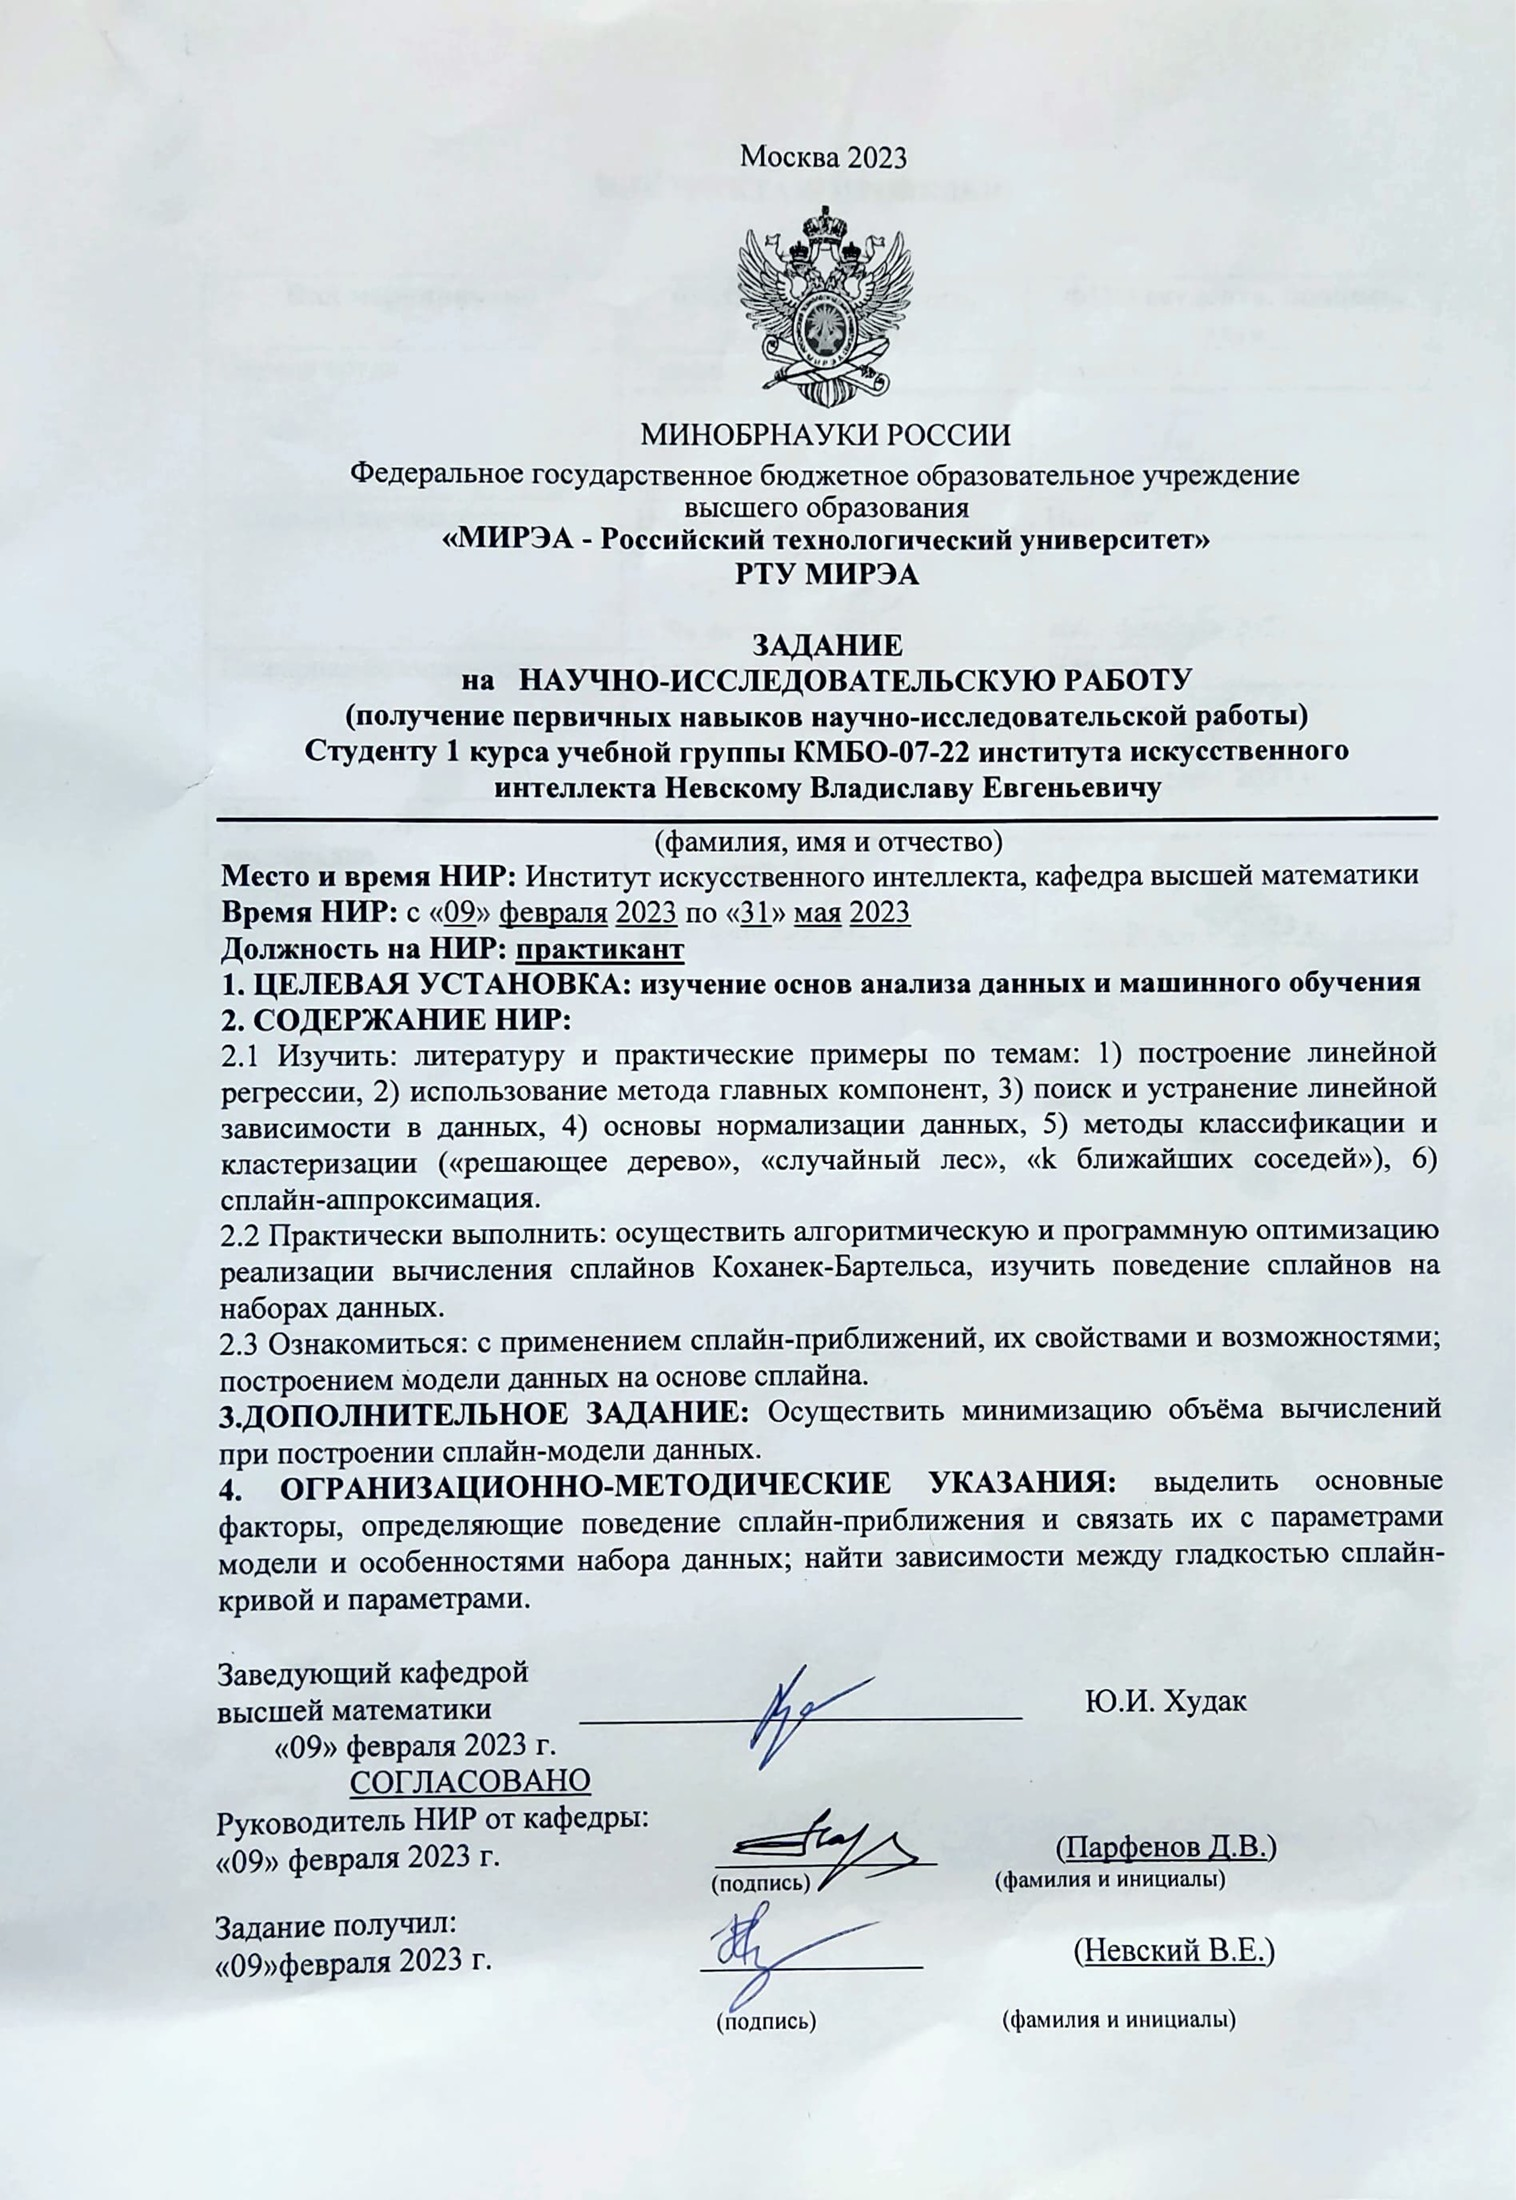 Москва 2023
МИРЭА
МИНОБРНАУКИ РОССИИ
Федеральное государственное бюджетное образовательное учреждение
высшего образования
«МИРЭА - Российский технологический университет»
РТУ МИРЭА
ЗАДАНИЕ
на НАУЧНО-ИССЛЕДОВАТЕЛЬСКУЮ РАБОТУ
(получение первичных навыков научно-исследовательской работы)
Студенту 1 курса учебной группы КМБО-07-22 института искусственного
интеллекта Невскому Владиславу Евгеньевичу
(фамилия, имя и отчество)
Место и время НИР: Институт искусственного интеллекта, кафедра высшей математики
Время НИР: с «09» февраля 2023 по «31» мая 2023
Должность на НИР: практикант
1. ЦЕЛЕВАЯ УСТАНОВКА: изучение основ анализа данных и машинного обучения
2. СОДЕРЖАНИЕ НИР:
2.1 Изучить: литературу и практические примеры по темам: 1) построение линейной
регрессии, 2) использование метода главных компонент, 3) поиск и устранение линейной
зависимости в данных, 4) основы нормализации данных, 5) методы классификации и
кластеризации («решающее дерево», «случайный лес», «k ближайших соседей»), 6)
сплайн-аппроксимация.
2.2 Практически выполнить: осуществить алгоритмическую и программную оптимизацию
реализации вычисления сплайнов Коханек-Бартельса, изучить поведение сплайнов на
наборах данных.
2.3 Ознакомиться: с применением сплайн-приближений, их свойствами и возможностями;
построением модели данных на основе сплайна.
3.ДОПОЛНИТЕЛЬНОЕ ЗАДАНИЕ: Осуществить минимизацию объёма вычислений
при построении сплайн-модели данных.
4. ОГРАНИЗАЦИОННО-МЕТОДИЧЕСКИЕ УКАЗАНИЯ: выделить основные
факторы, определяющие поведение сплайн-приближения и связать их с параметрами
модели и особенностями набора данных; найти зависимости между гладкостью сплайн-
кривой и параметрами.
Заведующий кафедрой
высшей математики Ю.И. Худак
«09» февраля 2023 г.
СОГЛАСОВАНО
Руководитель НИР от кафедры:
«09» февраля 2023 г. (Парфенов Д.В.)
(подпись) (фамилия и инициалы)
Задание получил:
«09»февраля 2023 г. (Невский В.Е.)
(подпись) (фамилия и инициалы)